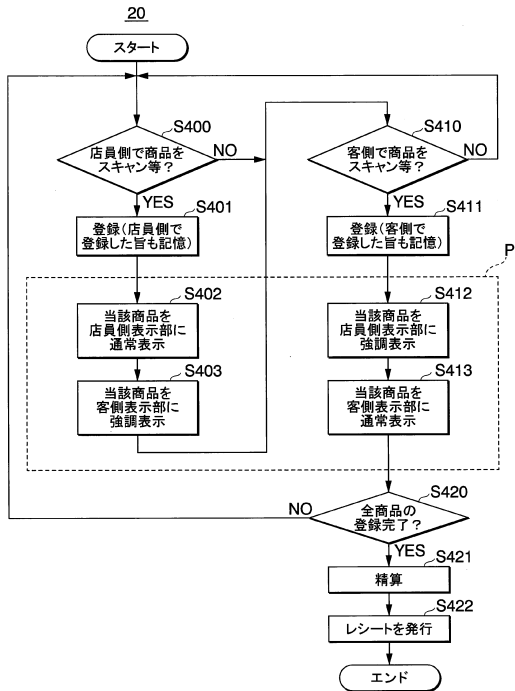 20
スタート
S400
店員側で商品を
スキャン等?
NO
YES
S401
登録(店員側で
登録した旨も記憶)
S402
当該商品を
店員側表示部に
通常表示
S403
当該商品を
客側表示部に
強調表示
S410
客側で商品を
スキャン等?
NO
YES
S411
登録(客側で
登録した旨も記憶)
P
S412
当該商品を
店員側表示部に
強調表示
S413
当該商品を
客側表示部に
通常表示
S420
全商品の
登録完了?
NO
YES
S421
精算
S422
レシートを発行
エンド